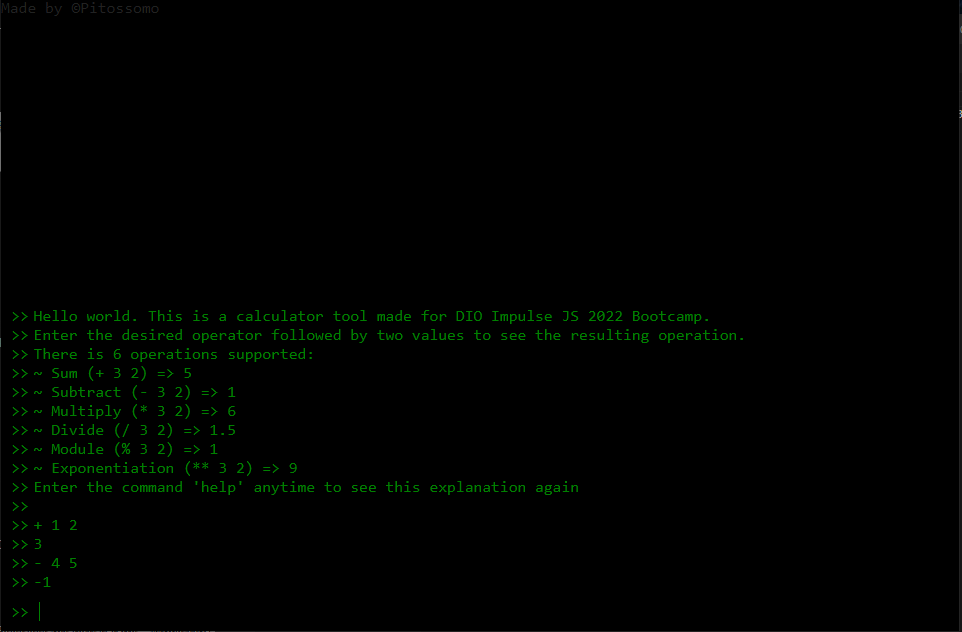 Made by ©Pitossomo
>> Hello world. This is a calculator tool made for DIO Impulse JS 2022 Bootcamp.
>> Enter the desired operator followed by two values to see the resulting operation.
>> There is 6 operations supported:
>> ~ Sum (+ 3 2) => 5
>> ~ Subtract (- 3 2) => 1
>> ~ Multiply (* 3 2) => 6
>> ~ Divide (/ 3 2) => 1.5
>> ~ Module (% 3 2) => 1
>> ~ Exponentiation (** 3 2) => 9
>> Enter the command 'help' anytime to see this explanation again
>>
>> + 1 2
>> 3
>> - 4 5
>> -1
>>